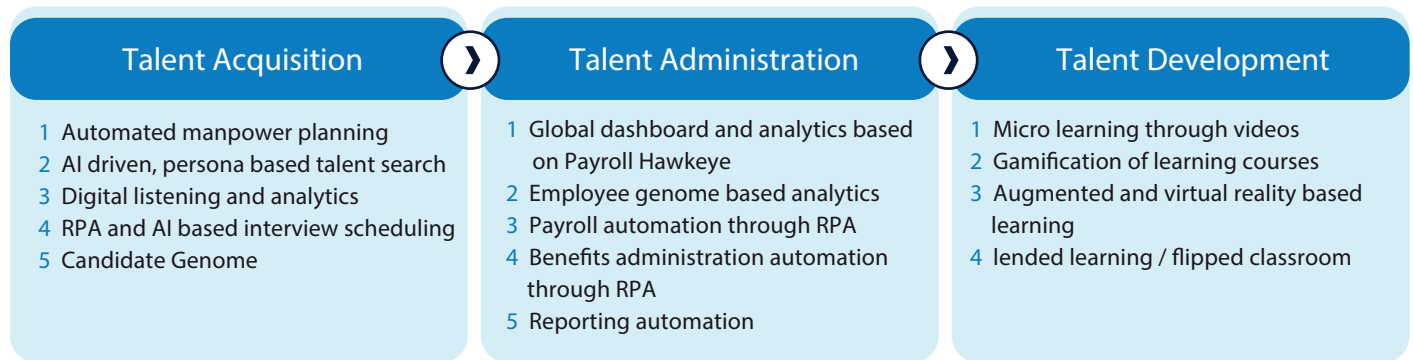 Talent Acquisition
1 Automated manpower planning
2 AI driven, persona based talent search
3 Digital listening and analytics
4 RPA and AI based interview scheduling
5 Candidate Genome
Talent Administration
1 Global dashboard and analytics based
on Payroll Hawkeye
2 Employee genome based analytics
3 Payroll automation through RPA
4 Benefits administration automation
through RPA
5 Reporting automation
Talent Development
1 Micro learning through videos
2 Gamification of learning courses
3 Augmented and virtual reality based
learning
4 lended learning / flipped classroom